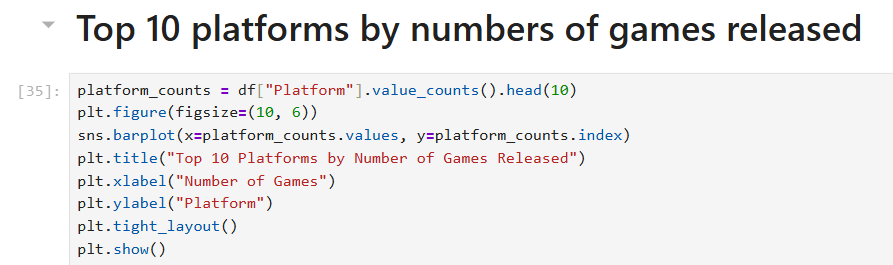 Top 10 platforms by numbers of games released
[35]: platform_counts = df["Platform"].value_counts().head(10)
plt.figure(figsize=(10, 6))
sns.barplot(x=platform_counts.values, y=platform_counts.index)
plt.title("Top 10 Platforms by Number of Games Released")
plt.xlabel("Number of Games")
plt.ylabel("Platform")
plt.tight_layout()
plt.show()